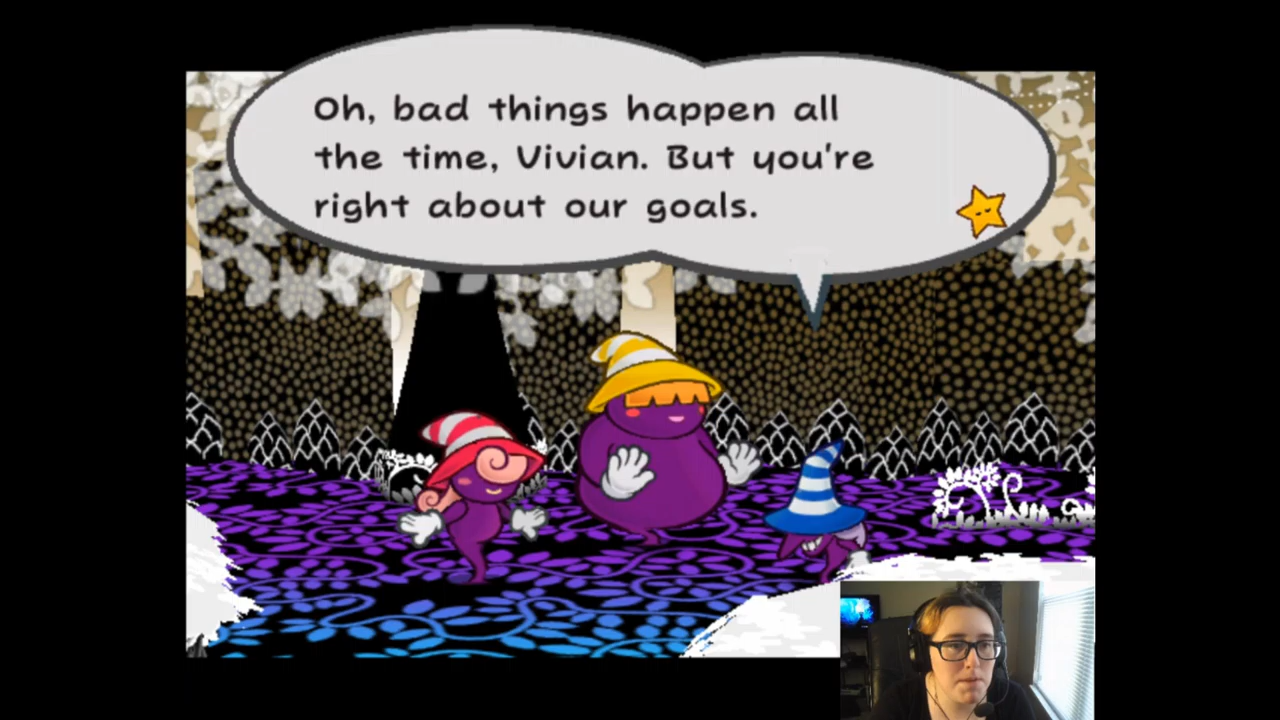 Oh, bad things happen all
the time, Vivian. But you're
right about our goals.